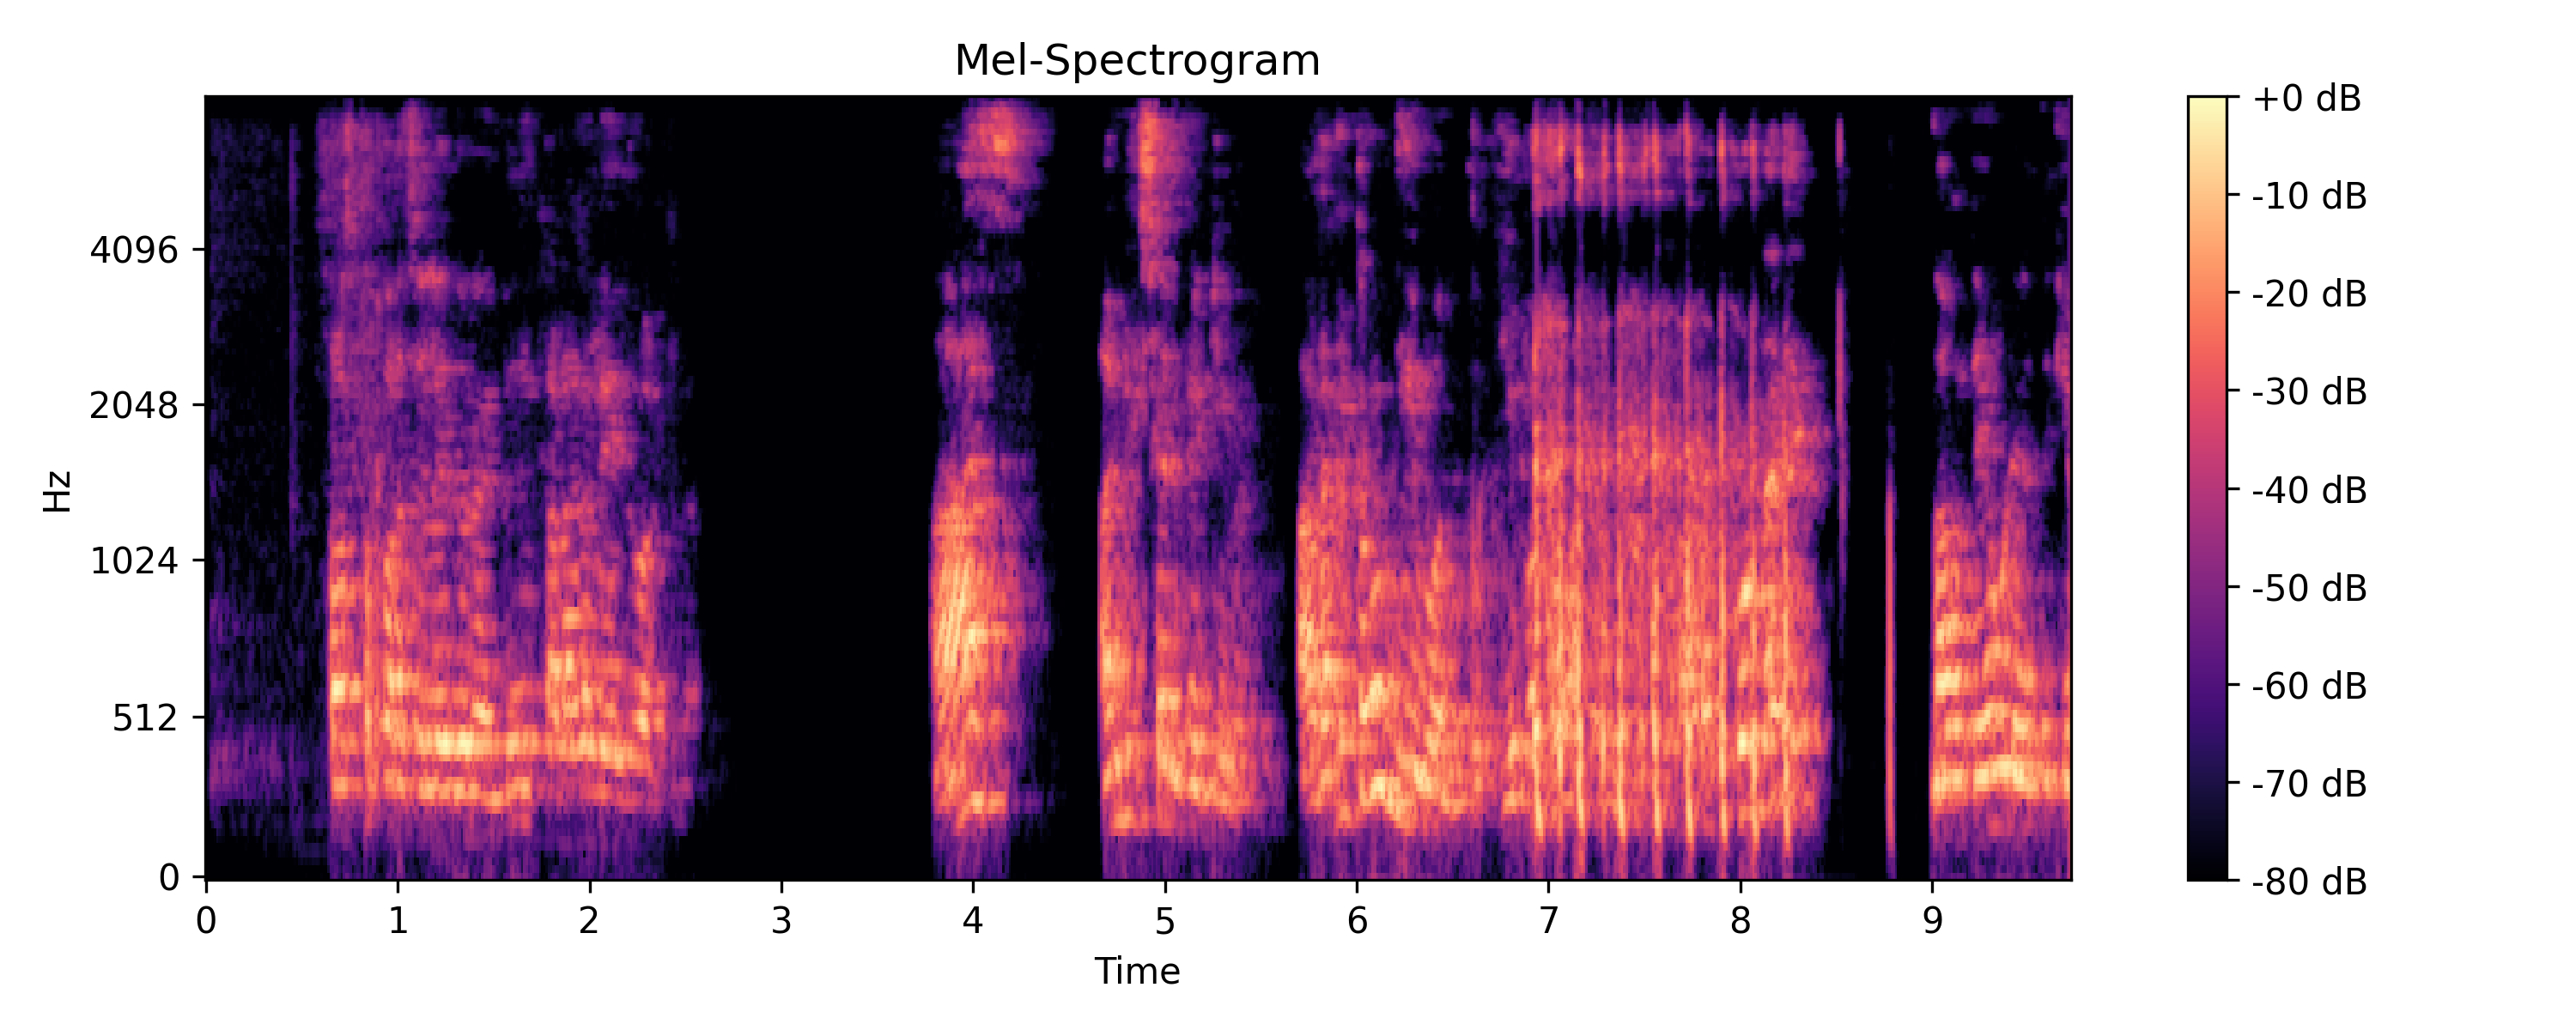 Mel-Spectrogram
+0 dB
-10 dB
-20 dB
-30 dB
-40 dB
-50 dB
-60 dB
-70 dB
-80 dB
Hz
4096
2048
1024
512
0
0 1 2 3 4 5 6 7 8 9
Time